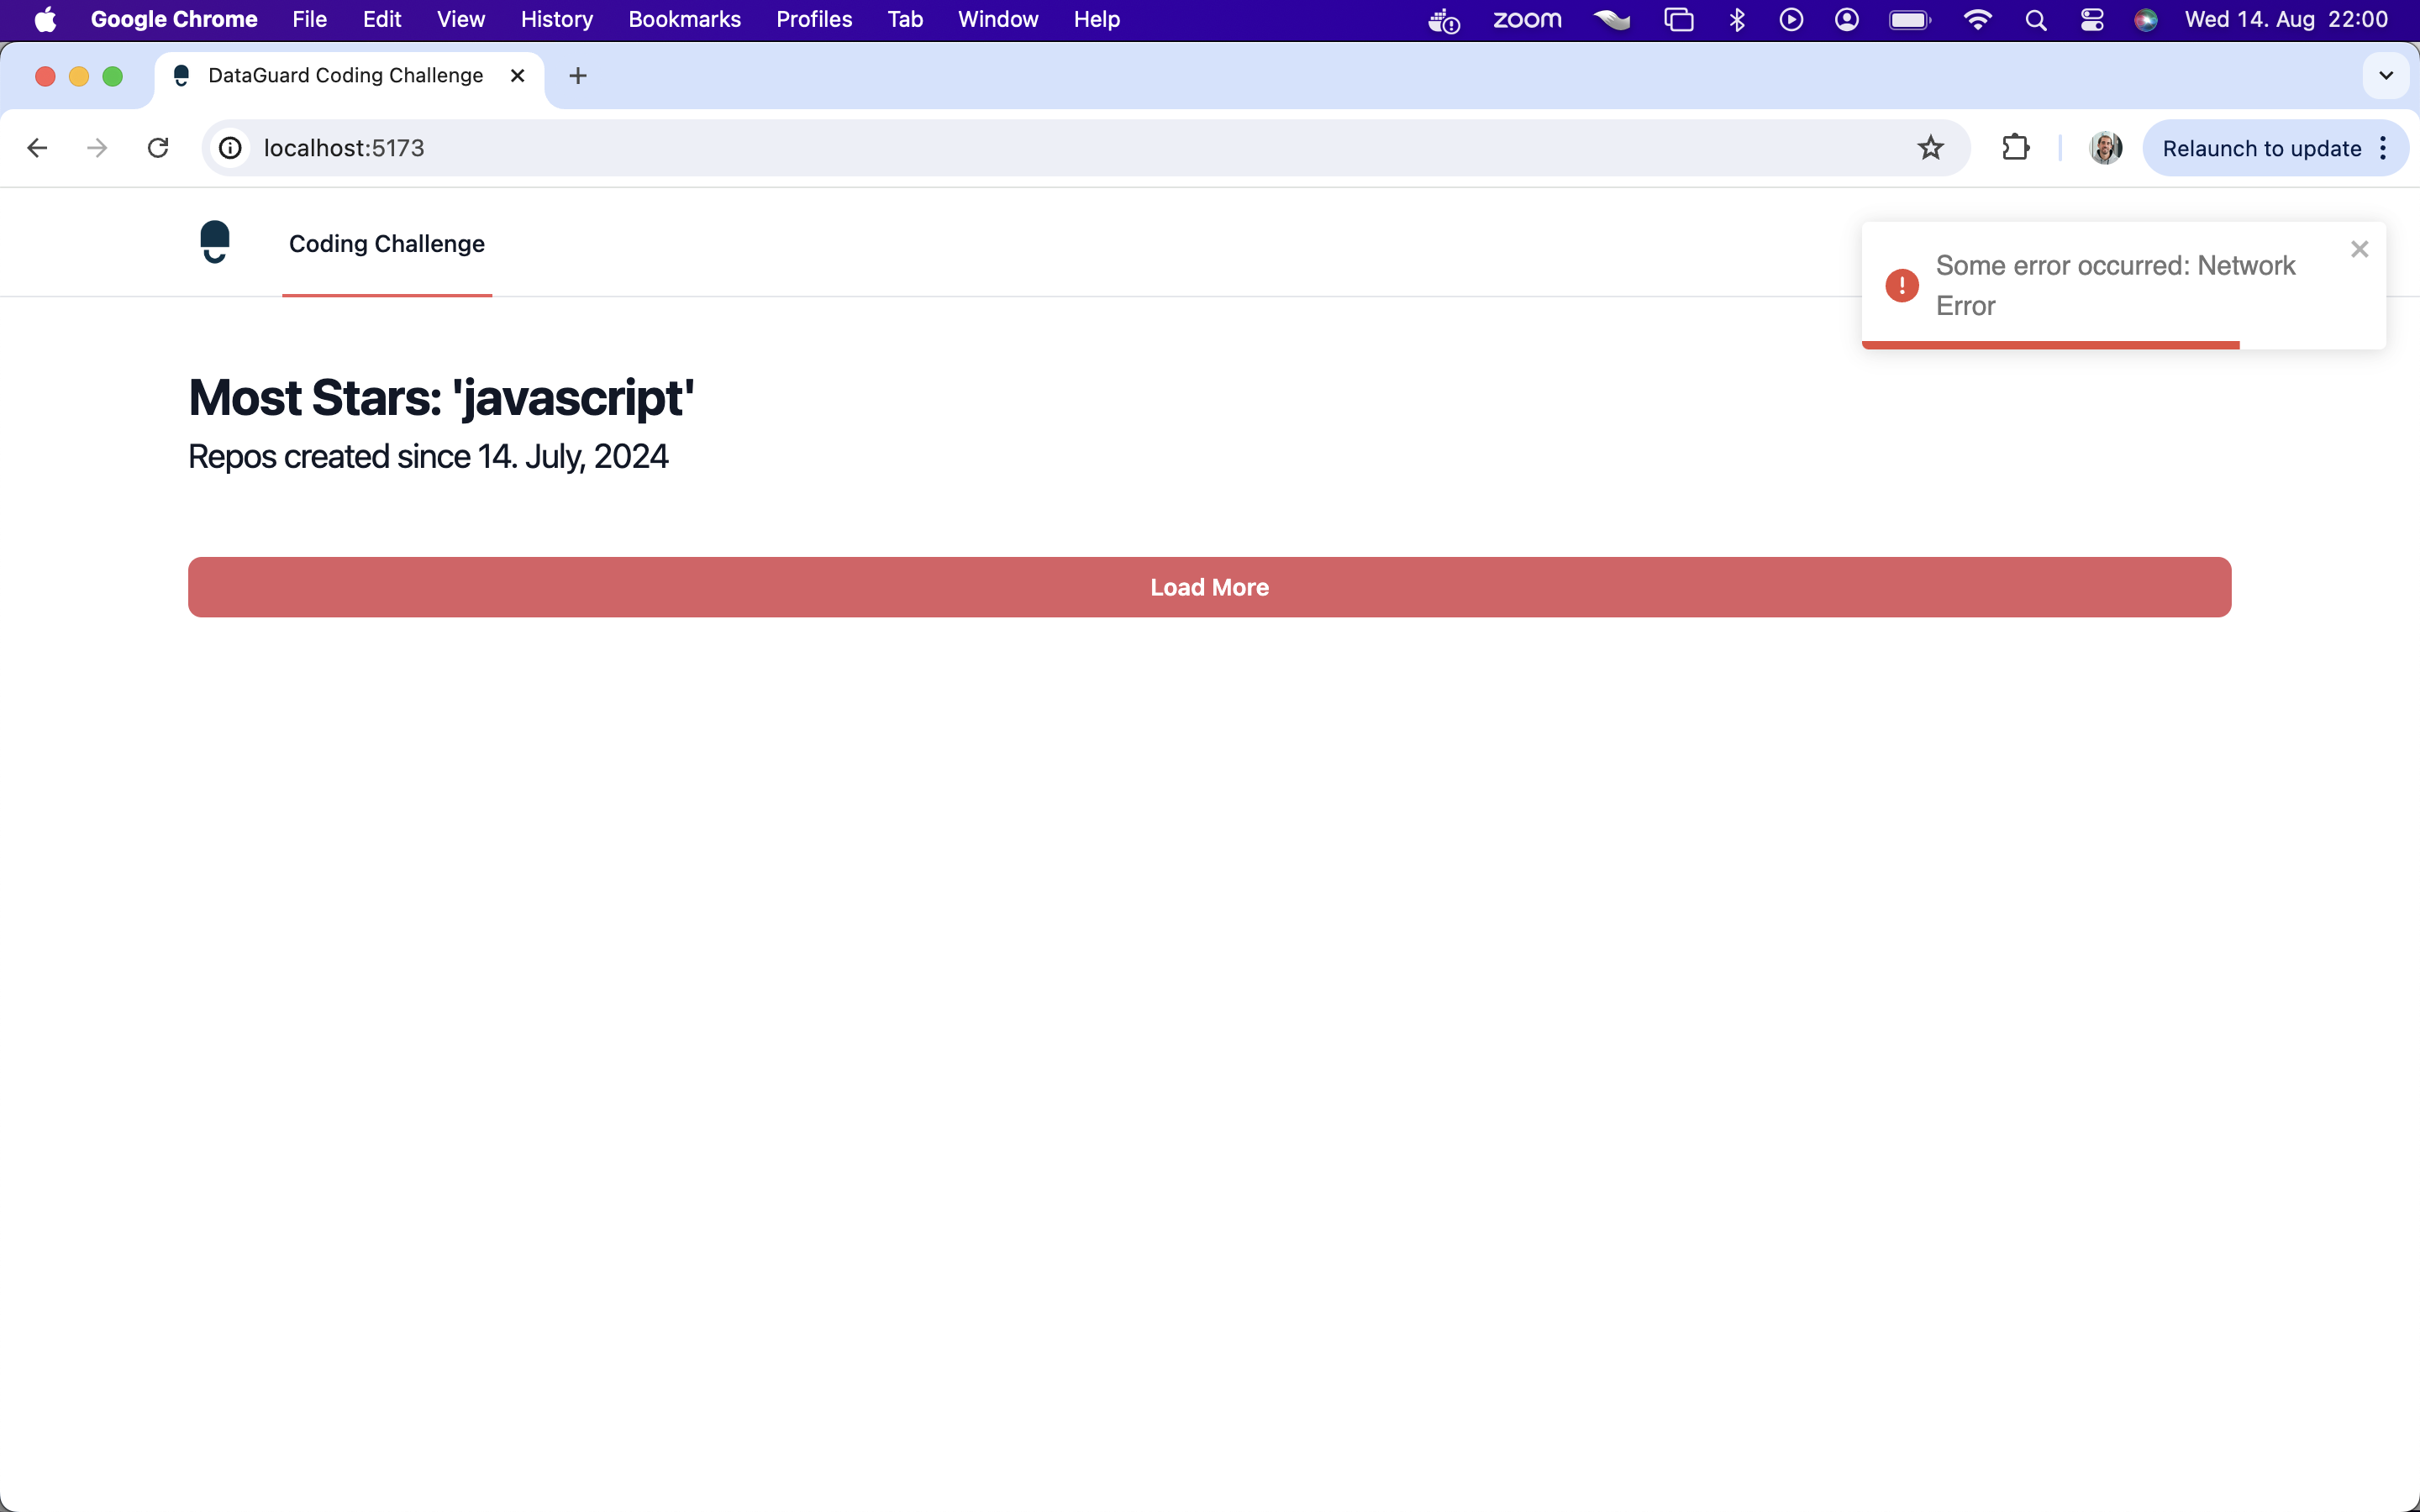 Google Chrome File Edit View History Bookmarks Profiles Tab Window Help zoom Wed 14. Aug 22:00
DataGuard Coding Challenge
localhost:5173
Relaunch to update
Coding Challenge
Some error occurred: Network
Error
Most Stars: 'javascript'
Repos created since 14. July, 2024
Load More